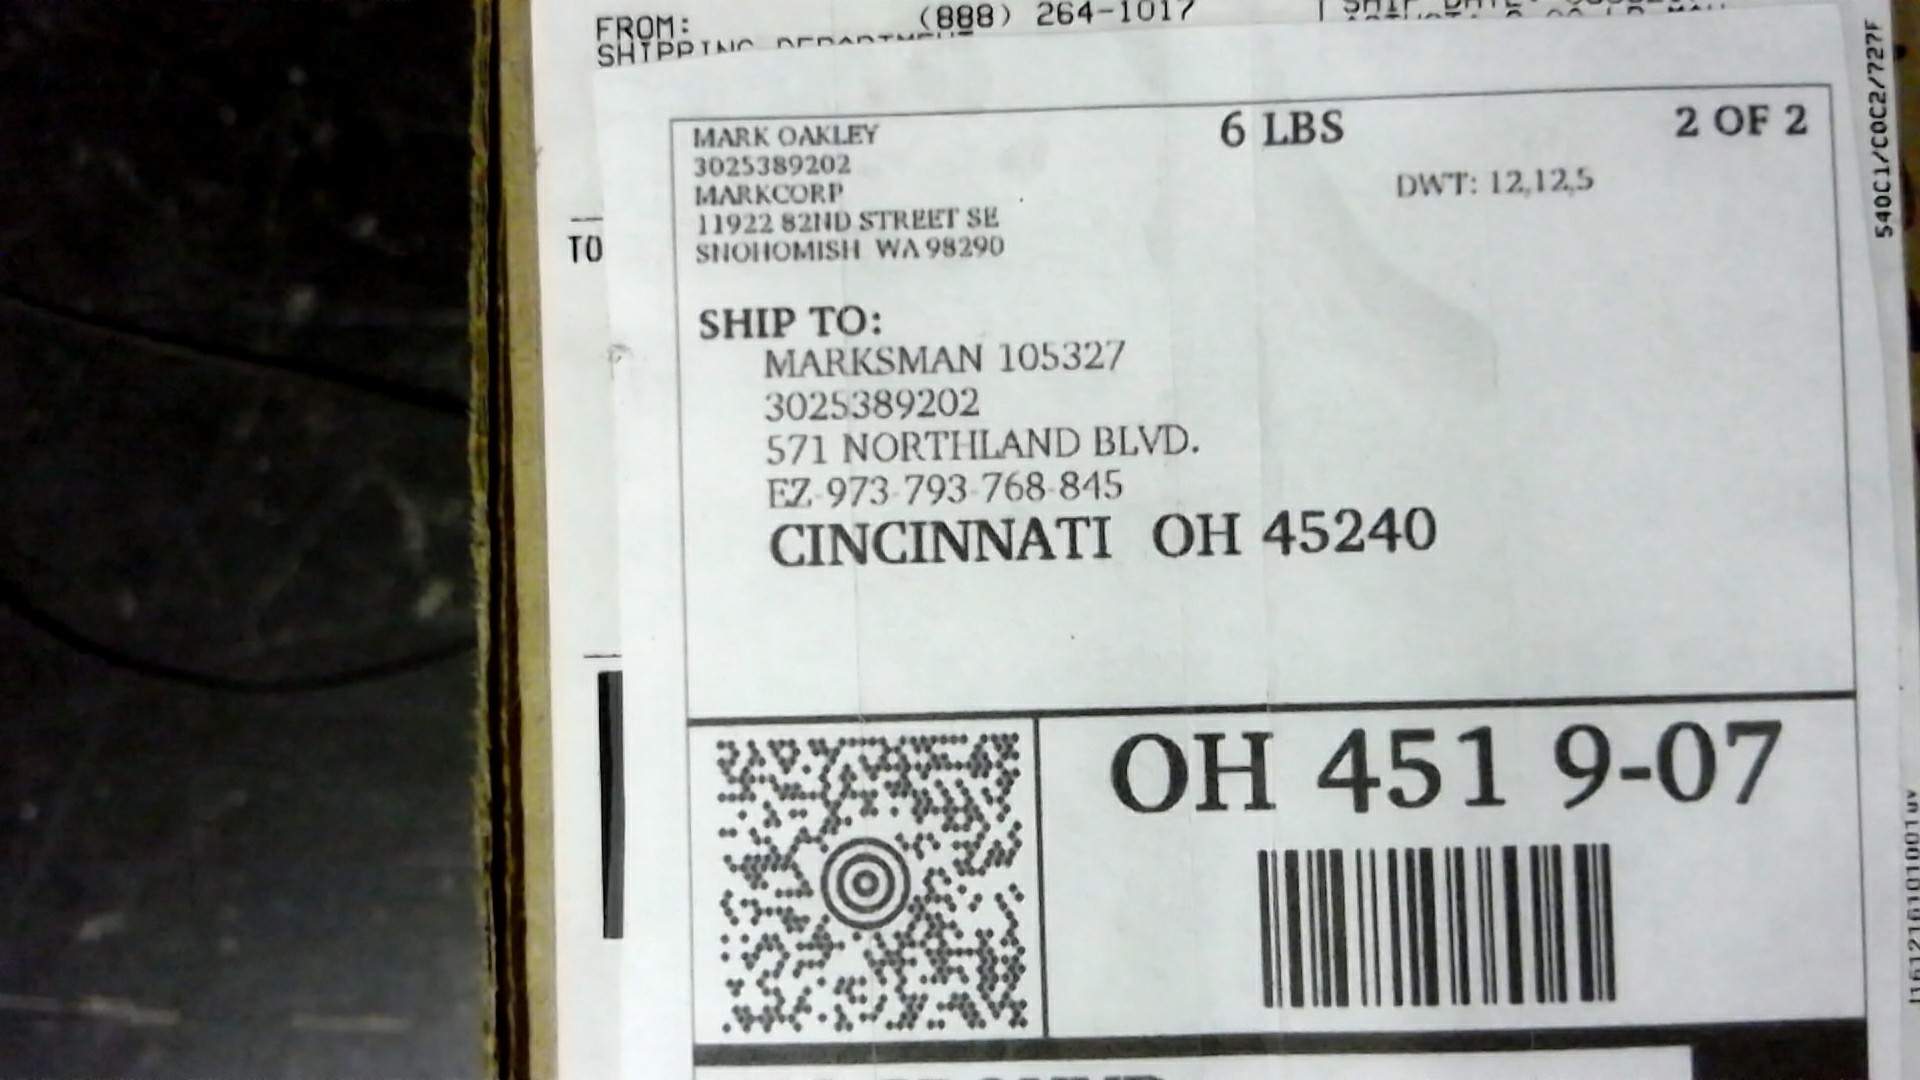 FROM: (888) 264-1017
SHIPPING DEPARTMENT
TO
MARK OAKLEY
3025389202
MARKCORP
11922 82ND STREET SE
SNOHOMISH WA 98290
6 LBS
2 OF 2
DWT: 12,12,5
SHIP TO:
MARKSMAN 105327
3025389202
571 NORTHLAND BLVD.
EZ-973-793-768-845
CINCINNATI OH 45240
OH 451 9-07
540C1/C0C2/727F